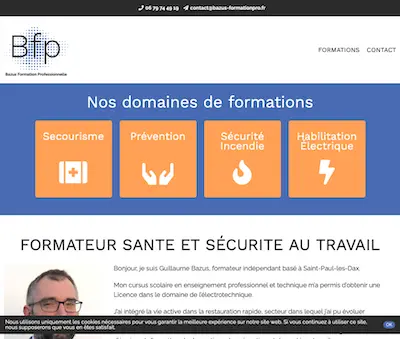 06 79 74 49 19 contact@bazus-formationpro.fr
Bfp
Bazus Formation Professionnelle
FORMATIONS CONTACT
Nos domaines de formations
Secourisme
Prévention
Sécurité
Incendie
Habilitation
Électrique
FORMATEUR SANTE ET SÉCURITE AU TRAVAIL
Bonjour, je suis Guillaume Bazus, formateur indépendant basé à Saint-Paul-les-Dax.
Mon cursus scolaire en enseignement professionnel et technique m'a permis d'obtenir une
Licence dans le domaine de l'électrotechnique.
J'ai intégré la vie active dans la restauration rapide, secteur dans lequel j'ai pu évoluer
Nous utilisons uniquement les cookies nécessaires pour vous garantir la meilleure expérience sur notre site web. Si vous continuez à utiliser ce site,
nous supposerons que vous en êtes satisfait.
OK